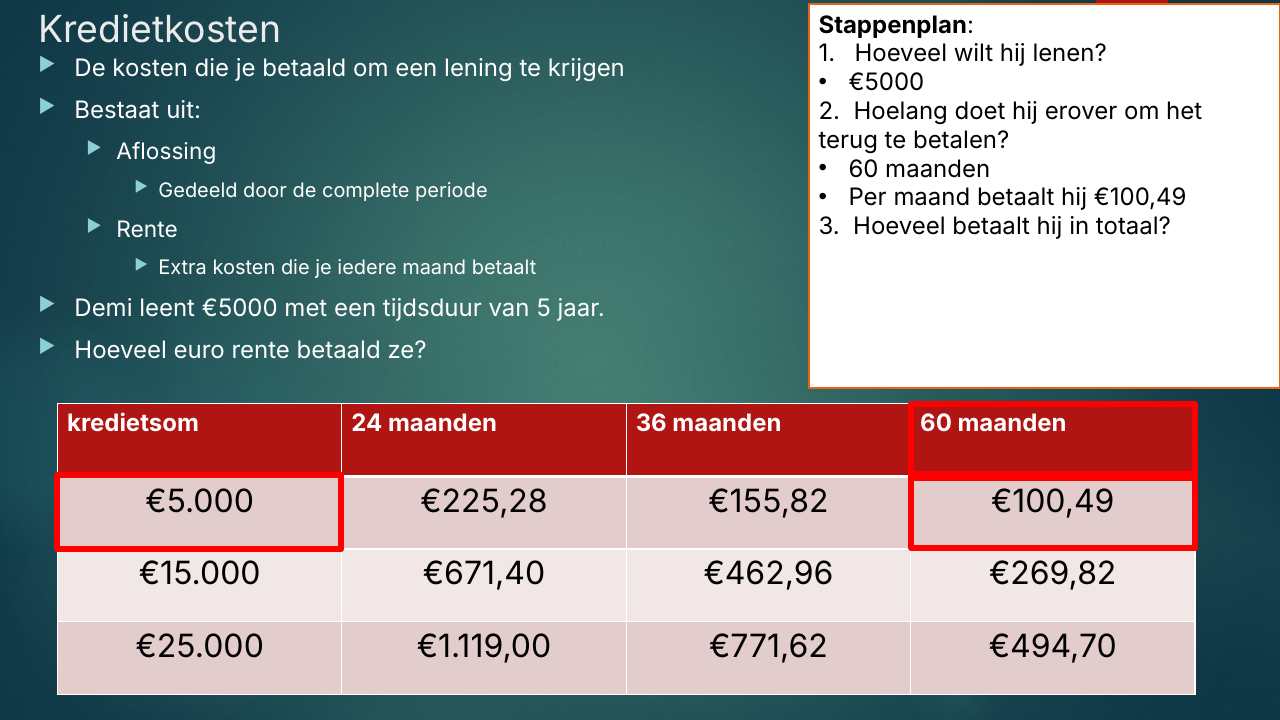 Kredietkosten
De kosten die je betaald om een lening te krijgen
Bestaat uit:
Aflossing
Gedeeld door de complete periode
Rente
Extra kosten die je iedere maand betaalt
Demi leent €5000 met een tijdsduur van 5 jaar.
Hoeveel euro rente betaald ze?
Stappenplan:
1. Hoeveel wilt hij lenen?
• €5000
2. Hoelang doet hij erover om het
terug te betalen?
• 60 maanden
• Per maand betaalt hij €100,49
3. Hoeveel betaalt hij in totaal?
kredietsom 24 maanden 36 maanden 60 maanden
€5.000 €225,28 €155,82 €100,49
€15.000 €671,40 €462,96 €269,82
€25.000 €1.119,00 €771,62 €494,70